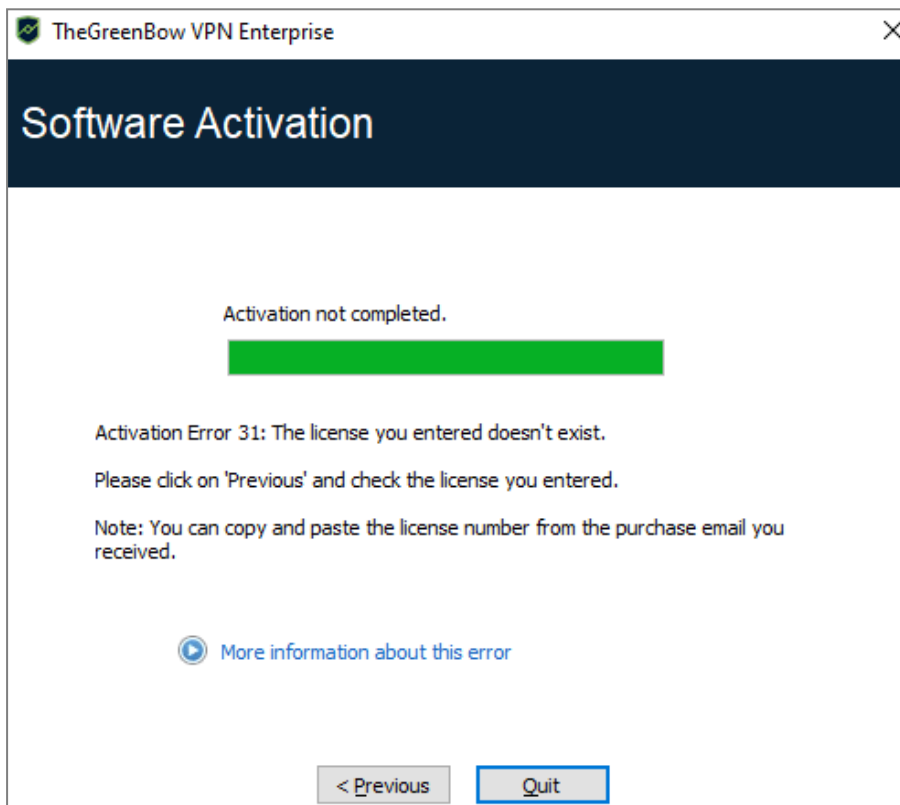 TheGreenBow VPN Enterprise
Software Activation
Activation not completed.
Activation Error 31: The license you entered doesn't exist.
Please click on 'Previous' and check the license you entered.
Note: You can copy and paste the license number from the purchase email you
received.
More information about this error
< Previous
Quit